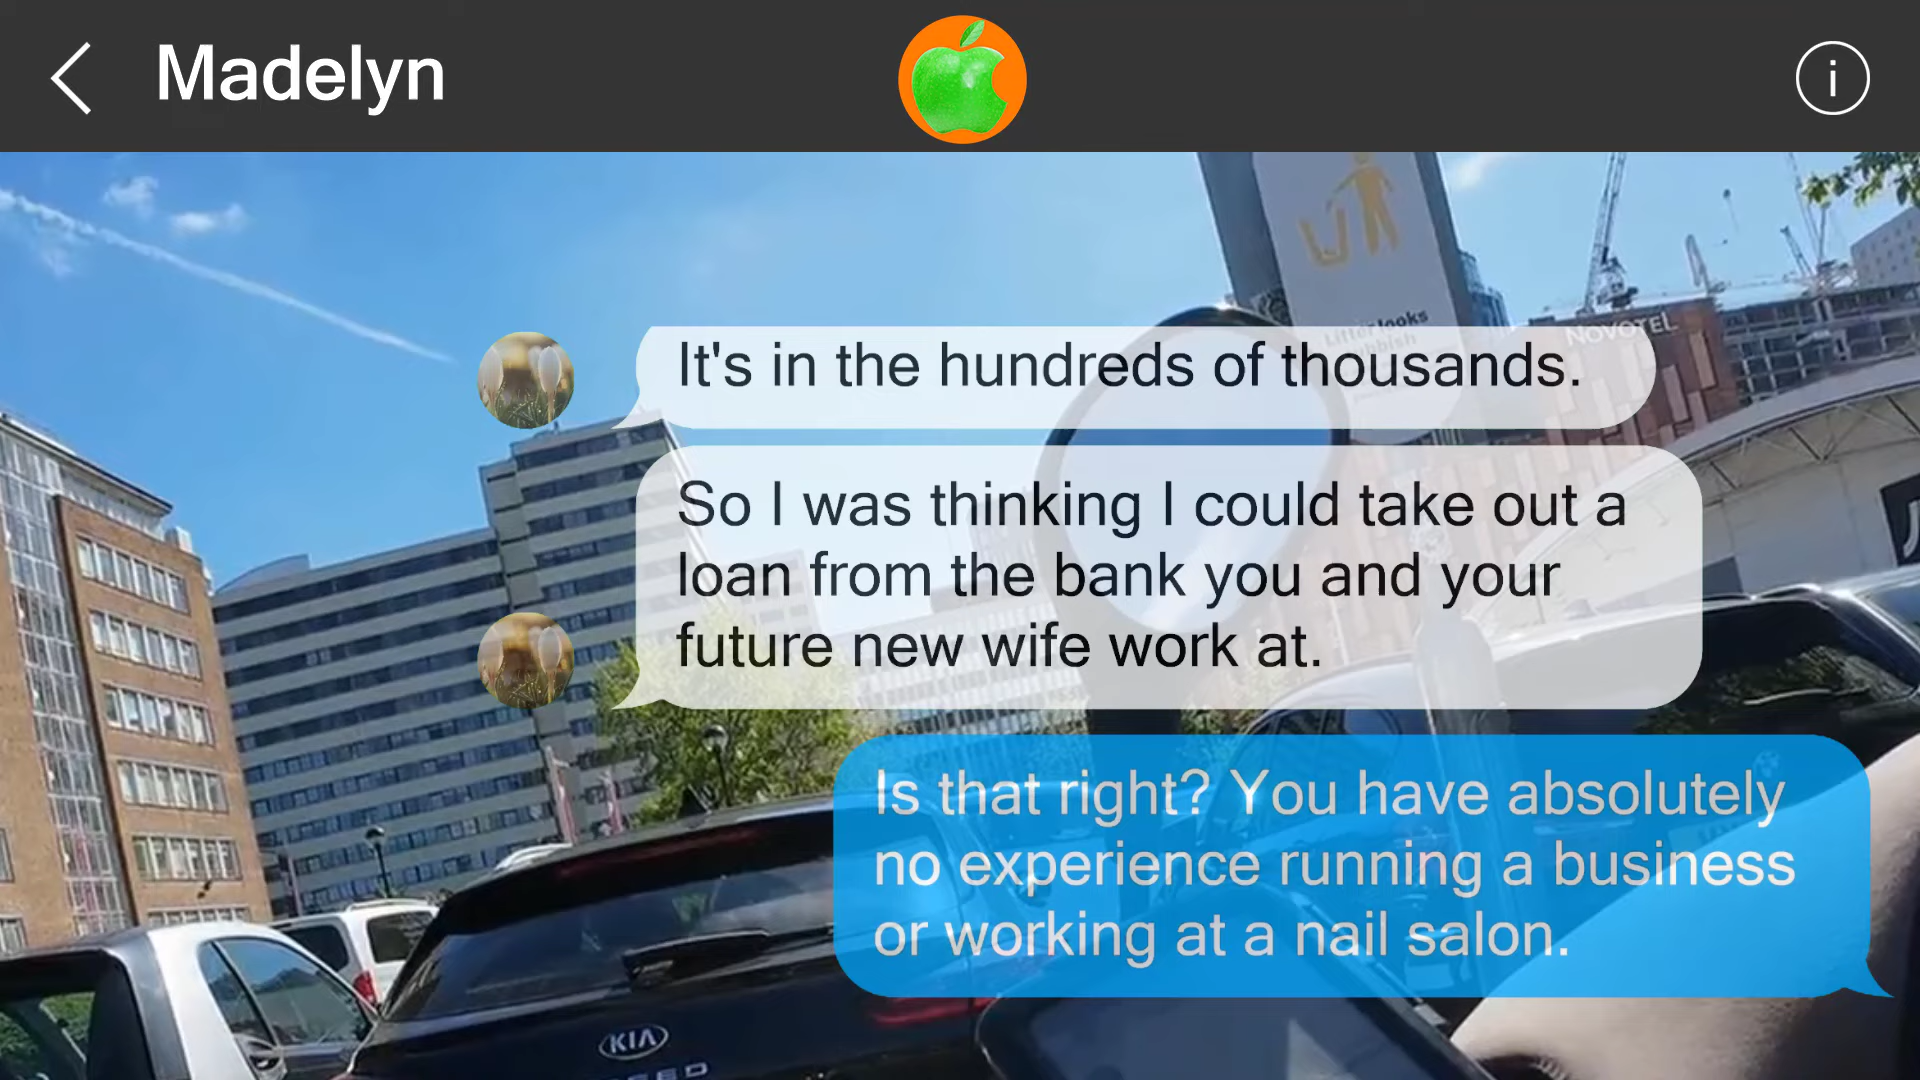 Madelyn
i
Litter looks
NOVOTEL
It's in the hundreds of thousands.
So I was thinking I could take out a
loan from the bank you and your
future new wife work at.
Is that right? You have absolutely
no experience running a business
or working at a nail salon.
KIA